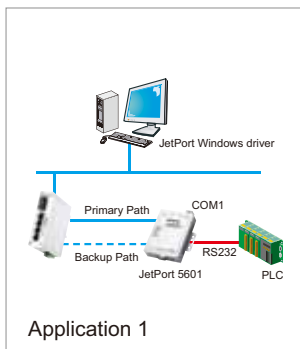 JetPort Windows driver
COM1
Primary Path
RS232
Backup Path
JetPort 5601
PLC
Application 1